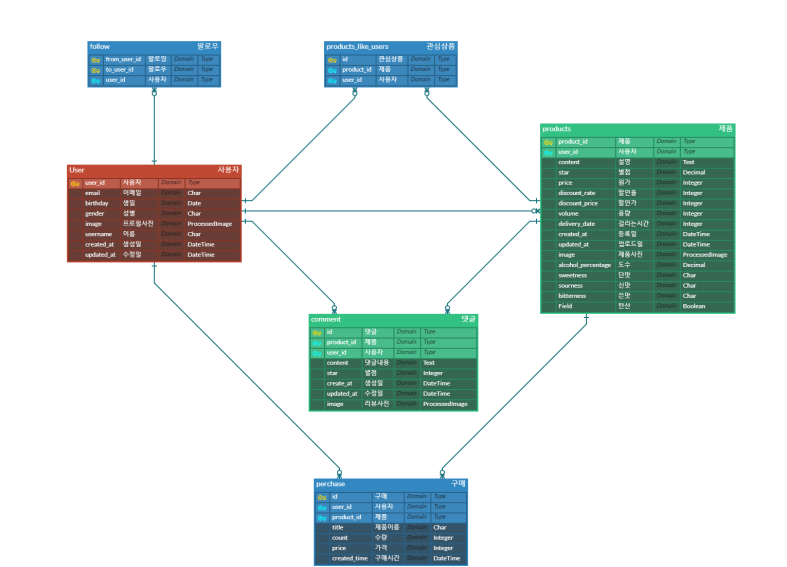 follow 팔로우
from_user_id 팔로잉 Domain Type
to_user_id 팔로우 Domain Type
user_id 사용자 Domain Type
products_like_users 관심상품
id 관심상품 Domain Type
product_id 제품 Domain Type
user_id 사용자 Domain Type
products 제품
product_id 제품 Domain Type
user_id 사용자 Domain Type
content 설명 Domain Text
star 별점 Domain Decimal
price 원가 Domain Integer
discount_rate 할인율 Domain Integer
discount_price 할인가 Domain Integer
volume 용량 Domain Integer
delivery_date 걸리는시간 Domain Integer
created_at 등록일 Domain DateTime
updated_at 업로드일 Domain DateTime
image 제품사진 Domain ProcessedImage
alcohol_percentage 도수 Domain Decimal
sweetness 단맛 Domain Char
sourness 신맛 Domain Char
bitterness 쓴맛 Domain Char
Field 탄산 Domain Boolean
User 사용자
user_id 사용자 Domain Type
email 이메일 Domain Char
birthday 생일 Domain Date
gender 성별 Domain Char
image 프로필사진 Domain ProcessedImage
username 이름 Domain Char
created_at 생성일 Domain DateTime
updated_at 수정일 Domain DateTime
comment 댓글
id 댓글 Domain Type
product_id 제품 Domain Type
user_id 사용자 Domain Type
content 댓글내용 Domain Text
star 별점 Domain Integer
create_at 생성일 Domain DateTime
updated_at 수정일 Domain DateTime
image 리뷰사진 Domain ProcessedImage
perchase 구매
id 구매 Domain Type
user_id 사용자 Domain Type
product_id 제품 Domain Type
title 제품이름 Domain Char
count 수량 Domain Integer
price 가격 Domain Integer
created_time 구매시간 Domain DateTime